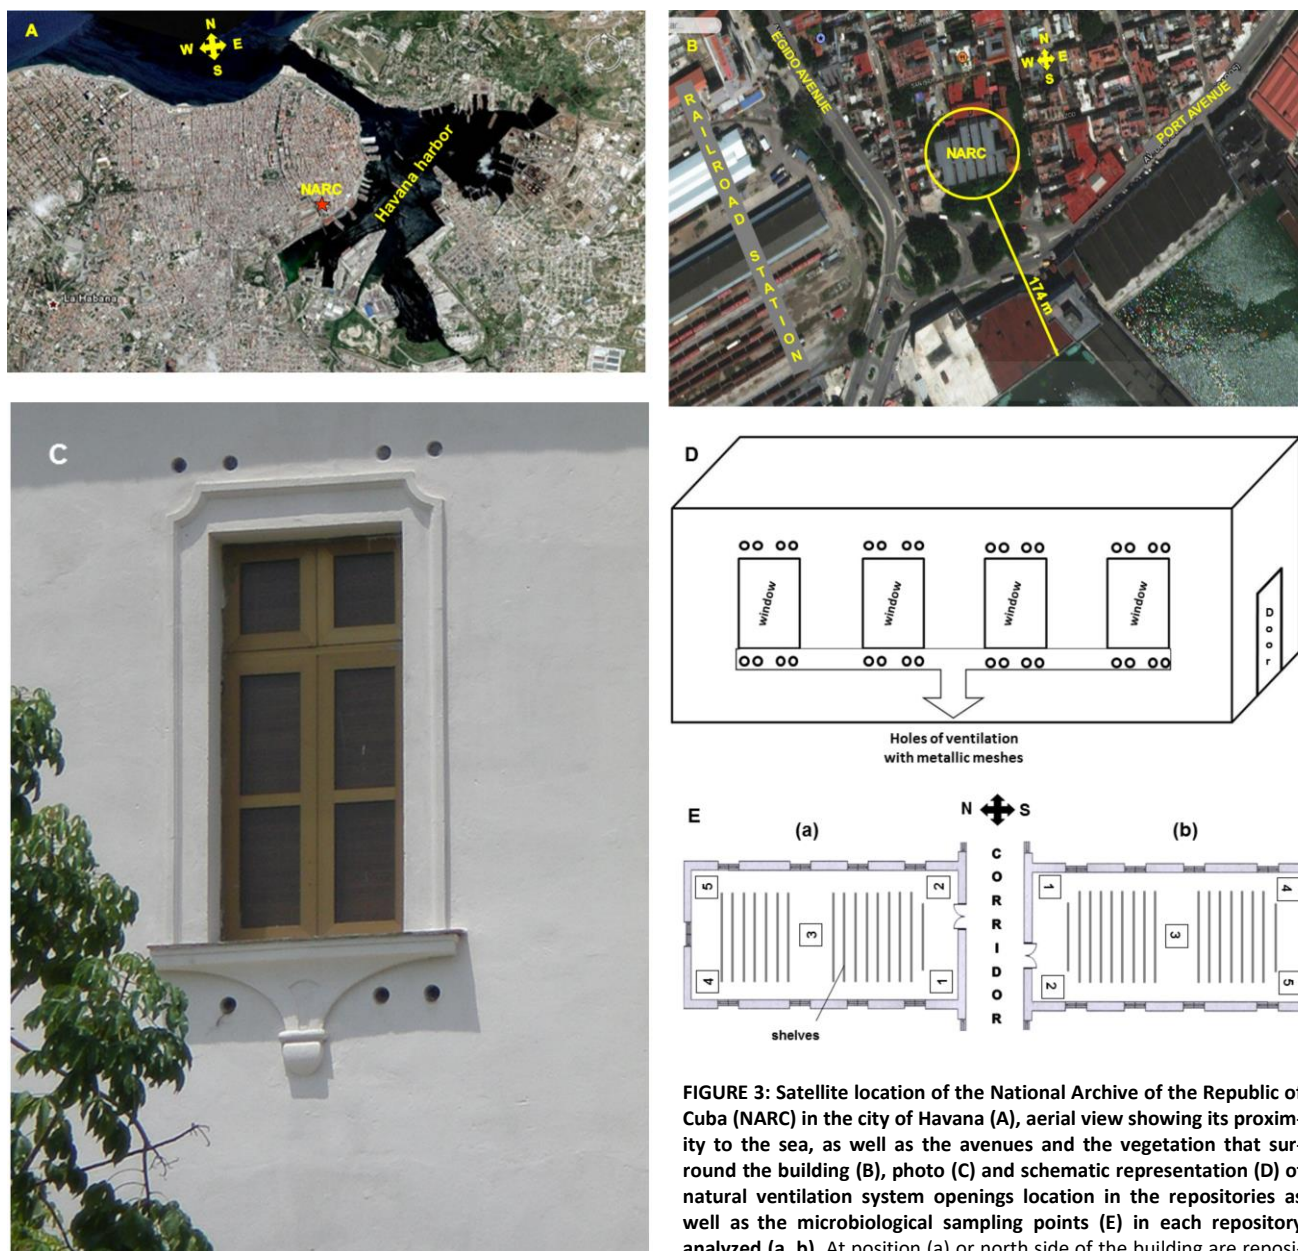 A
N
W E
S
Havana harbor
NARC
La Habana
B
EGIDO AVENUE
N
W E
S
RAILROAD STATION
NARC
PORT AVENUE
174 m
C
D
window
window
window
window
Door
Holes of ventilation
with metallic meshes
E
N S
(a)
(b)
CORRIDOR
5
2
3
4
1
1
4
3
2
5
shelves
FIGURE 3: Satellite location of the National Archive of the Republic of
Cuba (NARC) in the city of Havana (A), aerial view showing its proxim-
ity to the sea, as well as the avenues and the vegetation that sur-
round the building (B), photo (C) and schematic representation (D) of
natural ventilation system openings location in the repositories as
well as the microbiological sampling points (E) in each repository
analyzed (a, b). At position (a) or north side of the building are reposi-